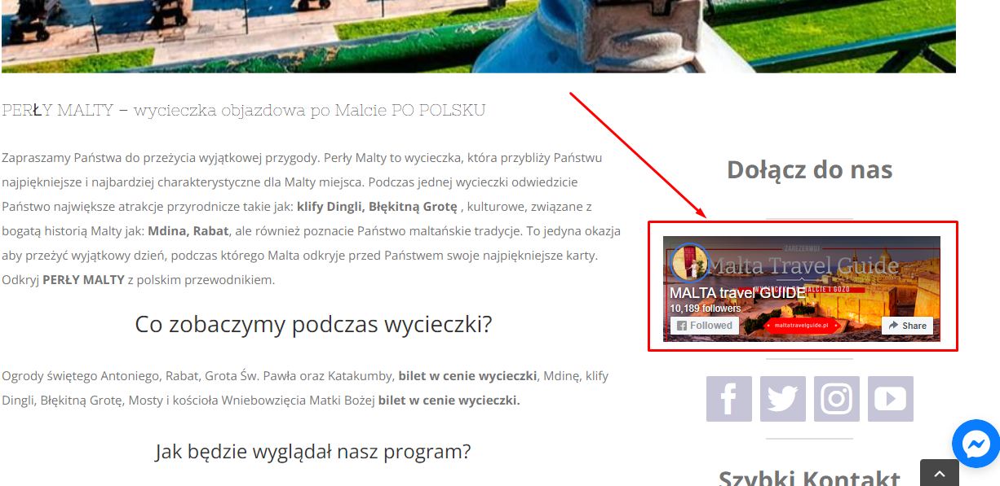 PERŁY MALTY – wycieczka objazdowa po Malcie PO POLSKU
Zapraszamy Państwa do przeżycia wyjątkowej przygody. Perły Malty to wycieczka, która przybliży Państwu
najpiękniejsze i najbardziej charakterystyczne dla Malty miejsca. Podczas jednej wycieczki odwiedzicie
Państwo największe atrakcje przyrodnicze takie jak: klify Dingli, Błękitną Grotę , kulturowe, związane z
bogatą historią Malty jak: Mdina, Rabat, ale również poznacie Państwo maltańskie tradycje. To jedyna okazja
aby przeżyć wyjątkowy dzień, podczas którego Malta odkryje przed Państwem swoje najpiękniejsze karty.
Odkryj PERŁY MALTY z polskim przewodnikiem.
Co zobaczymy podczas wycieczki?
Ogrody świętego Antoniego, Rabat, Grota Św. Pawła oraz Katakumby, bilet w cenie wycieczki, Mdinę, klify
Dingli, Błękitną Grotę, Mosty i kościoła Wniebowzięcia Matki Bożej bilet w cenie wycieczki.
Jak będzie wyglądał nasz program?
Dołącz do nas
ZAREZERWUJ
Malta Travel Guide
WYCIECZKI PO MALCIE I GOZO
MALTA travel GUIDE
10,189 followers
Followed
maltatravelguide.pl
Share
Szybki Kontakt